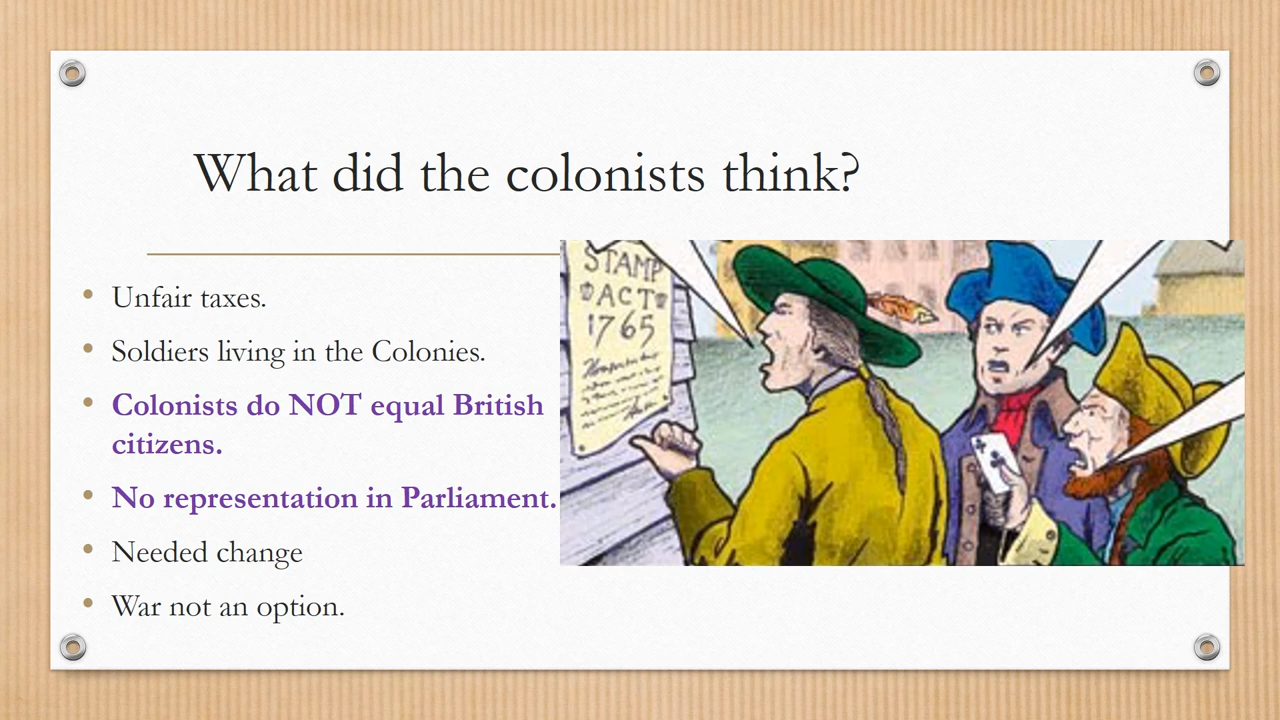 What did the colonists think?
• Unfair taxes.
• Soldiers living in the Colonies.
• Colonists do NOT equal British
citizens.
• No representation in Parliament.
• Needed change
• War not an option.
STAMP
ACT
1765